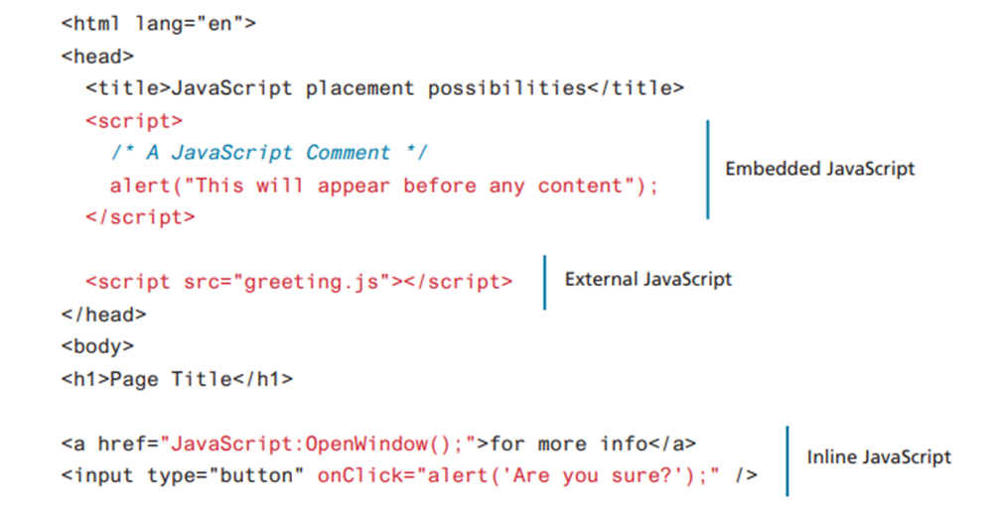 <html lang="en">
<head>
<title>JavaScript placement possibilities</title>
<script>
/* A JavaScript Comment */
alert("This will appear before any content");
</script>
Embedded JavaScript
<script src="greeting.js"></script>
External JavaScript
</head>
<body>
<h1>Page Title</h1>
<a href="JavaScript:OpenWindow();">for more info</a>
<input type="button" onClick="alert('Are you sure?');" />
Inline JavaScript